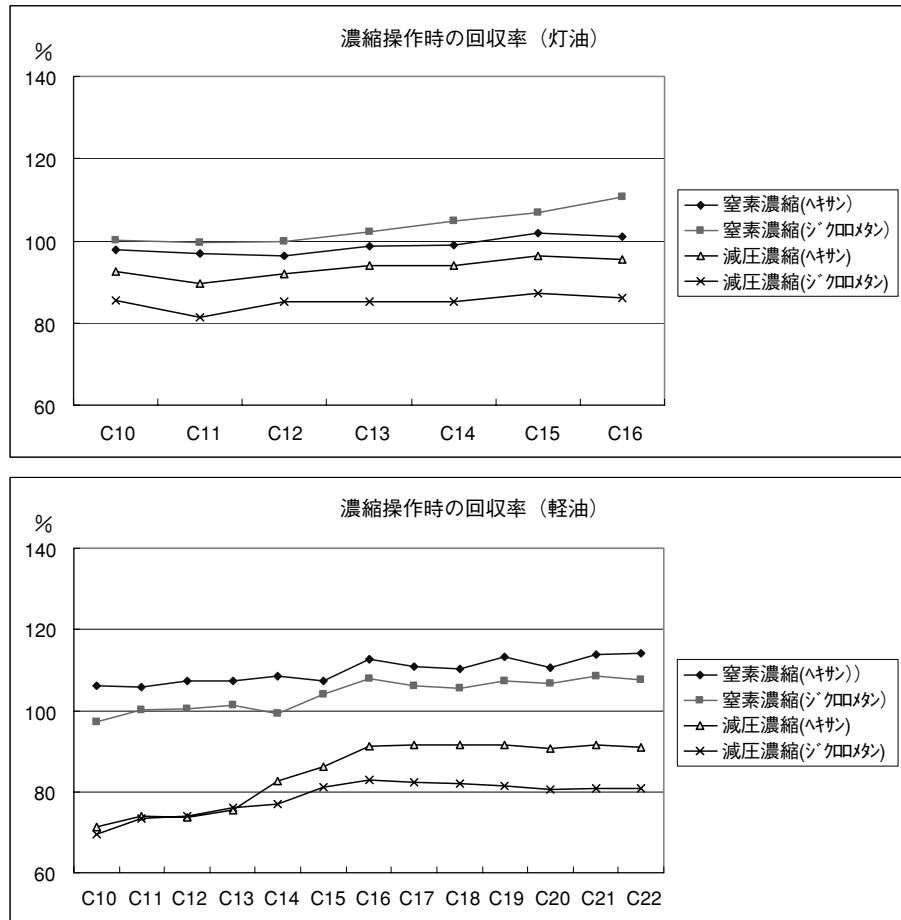 濃縮操作時の回収率（灯油）
%
140
120
100
80
60
C10 C11 C12 C13 C14 C15 C16
窒素濃縮(ﾍｷｻﾝ）
窒素濃縮(ｼﾞｸﾛﾛﾒﾀﾝ）
減圧濃縮(ﾍｷｻﾝ)
減圧濃縮(ｼﾞｸﾛﾛﾒﾀﾝ)
濃縮操作時の回収率（軽油）
%
140
120
100
80
60
C10 C11 C12 C13 C14 C15 C16 C17 C18 C19 C20 C21 C22
窒素濃縮(ﾍｷｻﾝ)）
窒素濃縮(ｼﾞｸﾛﾛﾒﾀﾝ）
減圧濃縮(ﾍｷｻﾝ)
減圧濃縮(ｼﾞｸﾛﾛﾒﾀﾝ)